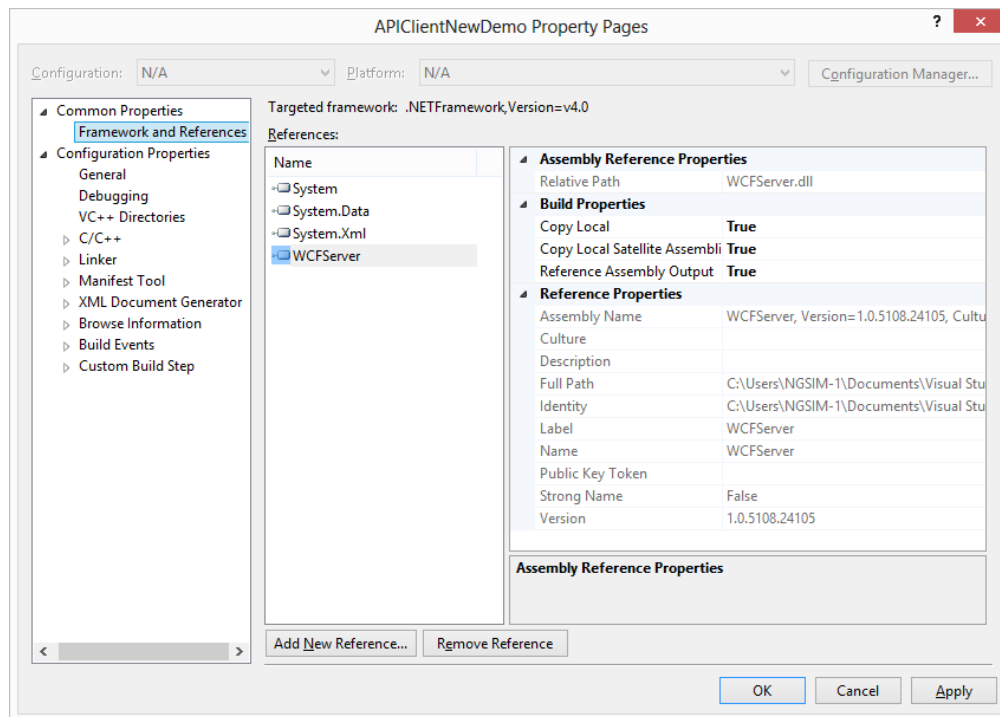 APIClientNewDemo Property Pages
?
Configuration: N/A Platform: N/A Configuration Manager...
Common Properties
Framework and References
Configuration Properties
General
Debugging
VC++ Directories
C/C++
Linker
Manifest Tool
XML Document Generator
Browse Information
Build Events
Custom Build Step
Targeted framework: .NETFramework,Version=v4.0
References:
Name
System
System.Data
System.Xml
WCFServer
Assembly Reference Properties
Relative Path WCFServer.dll
Build Properties
Copy Local True
Copy Local Satellite Assembli True
Reference Assembly Output True
Reference Properties
Assembly Name WCFServer, Version=1.0.5108.24105, Cultu
Culture
Description
Full Path C:\Users\NGSIM-1\Documents\Visual Stu
Identity C:\Users\NGSIM-1\Documents\Visual Stu
Label WCFServer
Name WCFServer
Public Key Token
Strong Name False
Version 1.0.5108.24105
Assembly Reference Properties
Add New Reference... Remove Reference
OK Cancel Apply